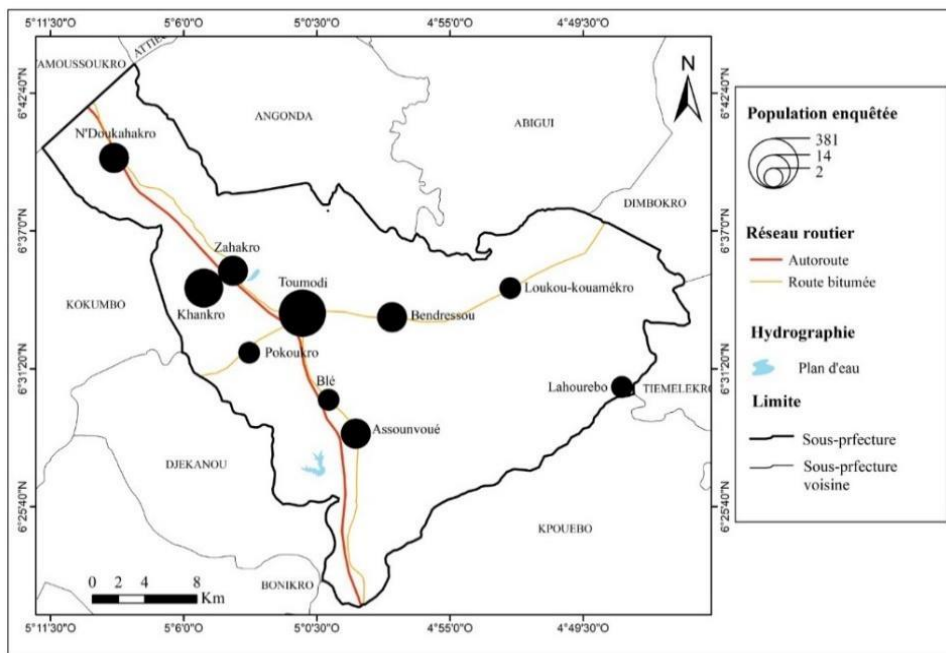 5°11'30"O 5°6'0"O 5°0'30"O 4°55'0"O 4°49'30"O
6°42'40"N
6°37'0"N
6°31'20"N
6°25'40"N
AMOUSSOUKRO
ATTIEG
ANGONDA
ABIGUI
N
N'Doukahakro
DIMBOKRO
Zahakro
Toumodi
Loukou-kouamékro
KOKUMBO
Khankro
Bendressou
Pokoukro
Blé
Lahourebo
TIEMELEKRO
Assounvoué
DJEKANOU
KPOUEBO
BONIKRO
0 2 4 8
Km
6°42'40"N
6°37'0"N
6°31'20"N
6°25'40"N
5°11'30"O 5°6'0"O 5°0'30"O 4°55'0"O 4°49'30"O
Population enquêtée
381
14
2
Réseau routier
Autoroute
Route bitumée
Hydrographie
Plan d'eau
Limite
Sous-prfecture
Sous-prfecture
voisine